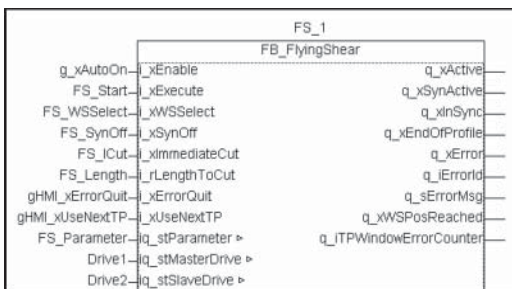 FS_1
FB_FlyingShear
g_xAutoOn i_xEnable q_xActive
FS_Start i_xExecute q_xSynActive
FS_WSSelect i_xWSSelect q_xInSync
FS_SynOff i_xSynOff q_xEndOfProfile
FS_ICut i_xImmediateCut q_xError
FS_Length i_rLengthToCut q_iErrorId
gHMI_xErrorQuit i_xErrorQuit q_sErrorMsg
gHMI_xUseNextTP i_xUseNextTP q_xWSPosReached
FS_Parameter iq_stParameter q_iTPWindowErrorCounter
Drive1 iq_stMasterDrive
Drive2 iq_stSlaveDrive